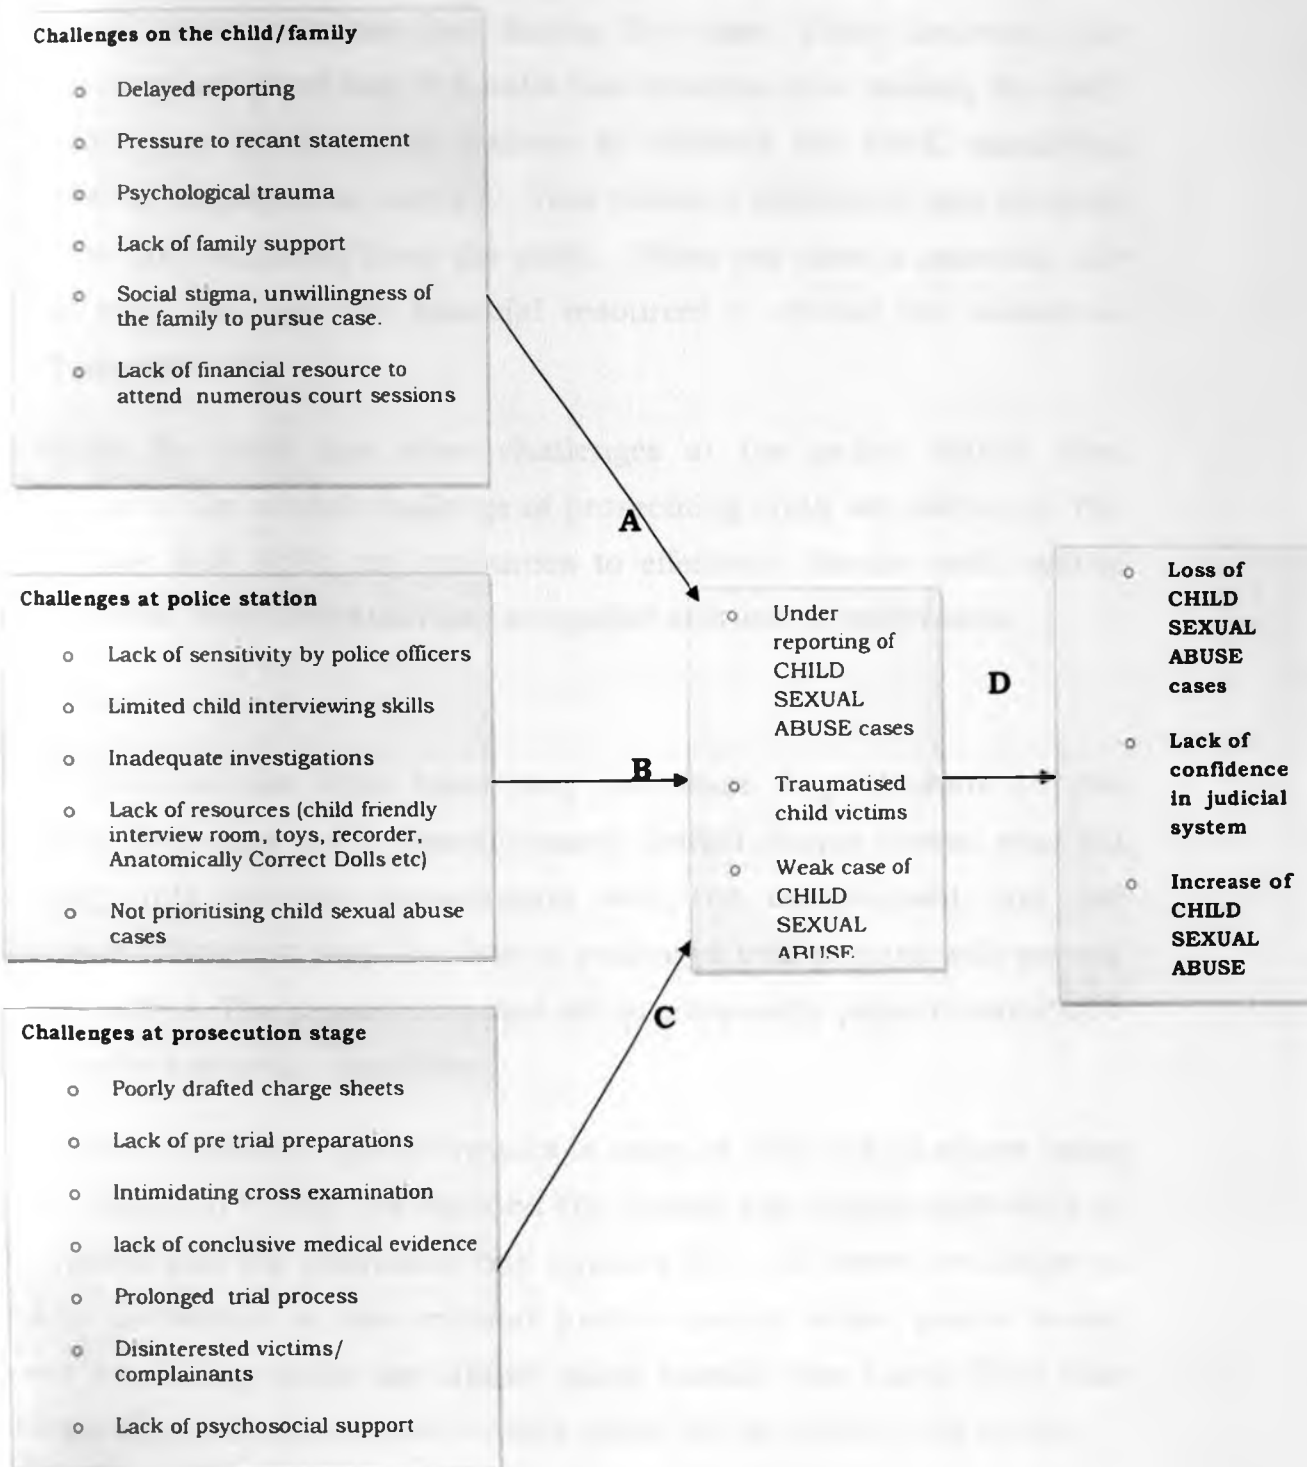 Challenges on the child/family
Delayed reporting
Pressure to recant statement
Psychological trauma
Lack of family support
Social stigma, unwillingness of
the family to pursue case.
Lack of financial resource to
attend numerous court sessions
A
Challenges at police station
Lack of sensitivity by police officers
Limited child interviewing skills
Inadequate investigations
Lack of resources (child friendly
interview room, toys, recorder,
Anatomically Correct Dolls etc)
Not prioritising child sexual abuse
cases
B
Challenges at prosecution stage
Poorly drafted charge sheets
Lack of pre trial preparations
Intimidating cross examination
lack of conclusive medical evidence
Prolonged trial process
Disinterested victims/
complainants
Lack of psychosocial support
C
Under
reporting of
CHILD
SEXUAL
ABUSE cases
Traumatised
child victims
Weak case of
CHILD
SEXUAL
ABUSE
D
Loss of
CHILD
SEXUAL
ABUSE
cases
Lack of
confidence
in judicial
system
Increase of
CHILD
SEXUAL
ABUSE